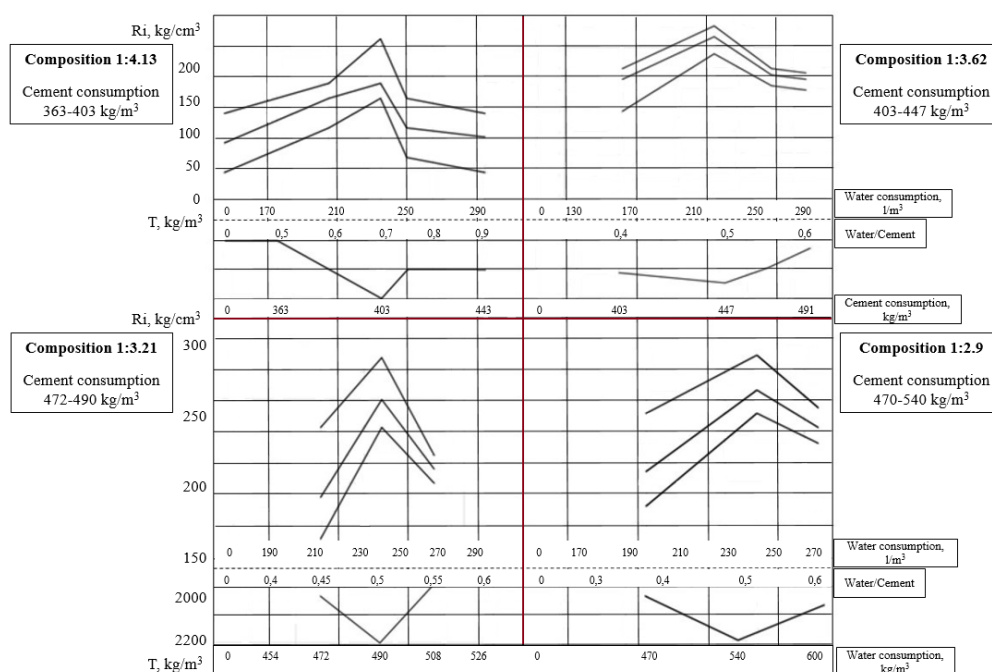 Ri, kg/cm³
Composition 1:4.13
Cement consumption
363-403 kg/m³
200
150
100
50
0
Composition 1:3.62
Cement consumption
403-447 kg/m³
0 170 210 250 290 0 130 170 210 250 290
Water consumption,
l/m³
T, kg/m³
0 0,5 0,6 0,7 0,8 0,9 0 0,4 0,5 0,6
Water/Cement
0 363 403 443 0 403 447 491
Cement consumption,
kg/m³
Ri, kg/cm³
Composition 1:3.21
Cement consumption
472-490 kg/m³
300
250
200
150
Composition 1:2.9
Cement consumption
470-540 kg/m³
0 190 210 230 250 270 290 0 170 190 210 230 250 270
Water consumption,
l/m³
0 0,4 0,45 0,5 0,55 0,6 0 0,3 0,4 0,5 0,6
Water/Cement
2000
2200
T, kg/m³
0 454 472 490 508 526 0 470 540 600
Water consumption,
kg/m³